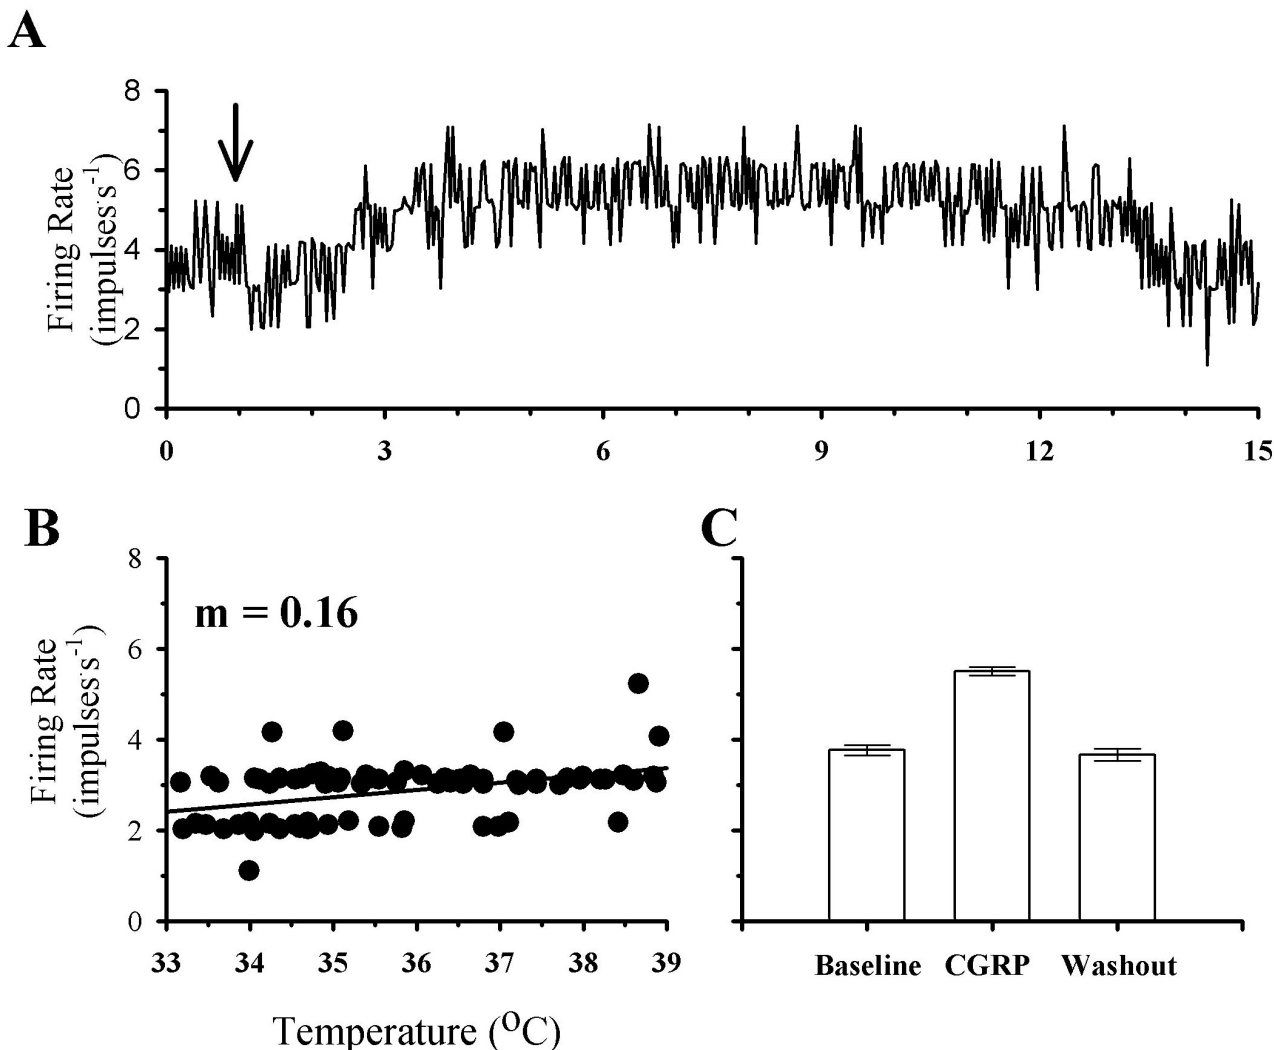 A
8
6
4
2
0
Firing Rate
(impulses·s-1)
0 3 6 9 12 15
B
8
6
4
2
0
Firing Rate
(impulses·s-1)
m = 0.16
33 34 35 36 37 38 39
Temperature (oC)
C
Baseline CGRP Washout